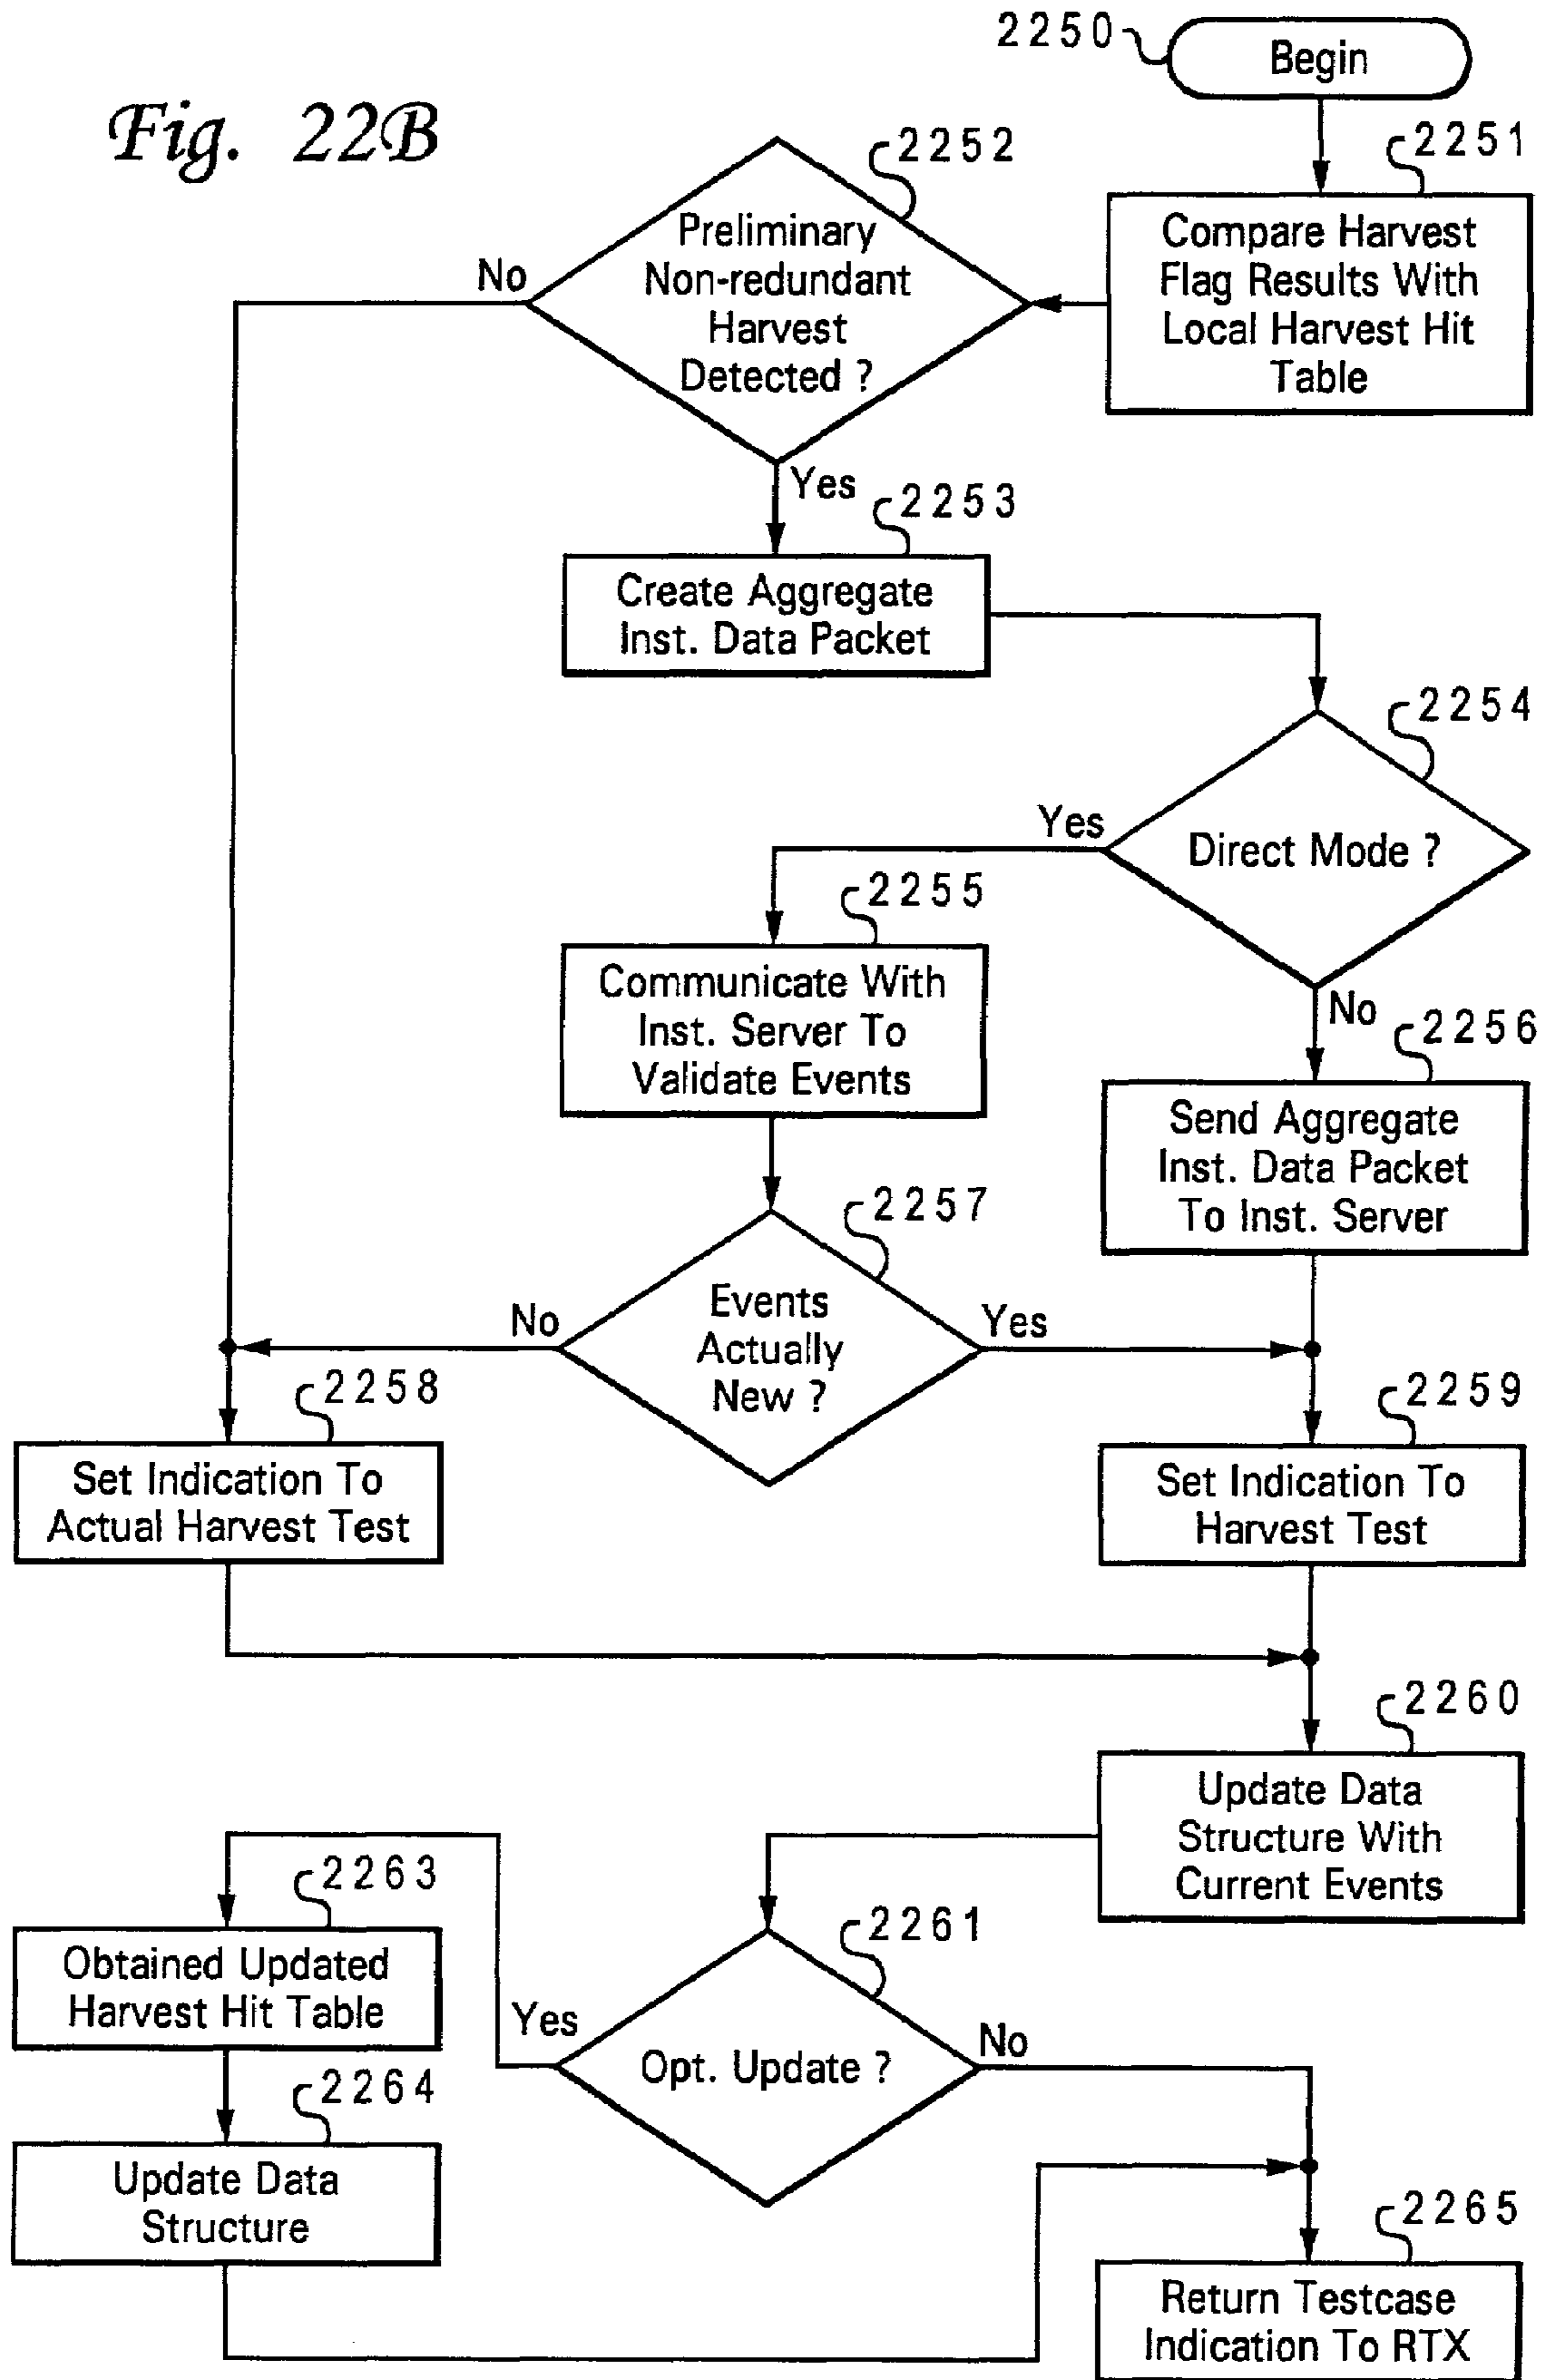 Fig. 22B
2250
Begin
2251
Compare Harvest
Flag Results With
Local Harvest Hit
Table
2252
Preliminary
Non-redundant
Harvest
Detected ?
No
Yes
2253
Create Aggregate
Inst. Data Packet
2254
Direct Mode ?
Yes
No
2255
Communicate With
Inst. Server To
Validate Events
2256
Send Aggregate
Inst. Data Packet
To Inst. Server
2257
Events
Actually
New ?
No
Yes
2258
Set Indication To
Actual Harvest Test
2259
Set Indication To
Harvest Test
2260
Update Data
Structure With
Current Events
2261
Opt. Update ?
Yes
No
2263
Obtained Updated
Harvest Hit Table
2264
Update Data
Structure
2265
Return Testcase
Indication To RTX